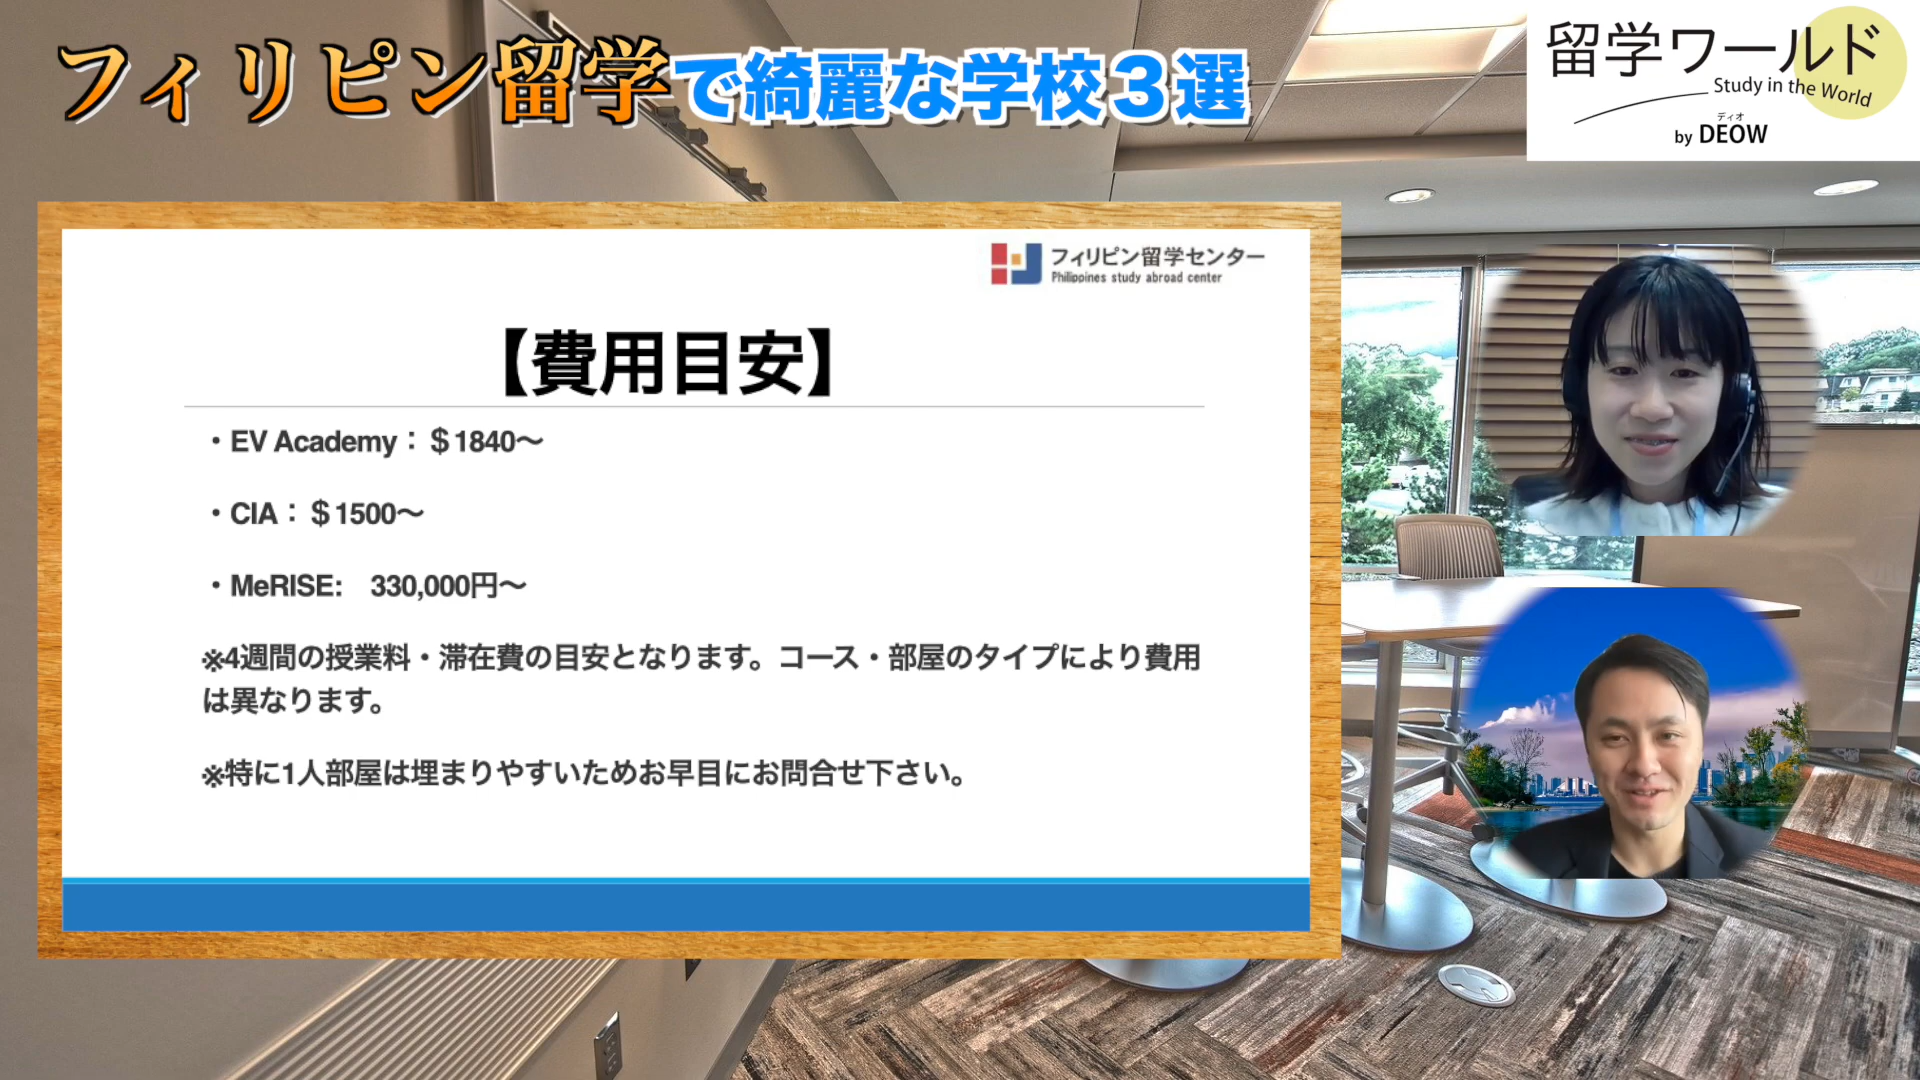 フィリピン留学で綺麗な学校３選
留学ワールド
Study in the World
ディオ
by DEOW
フィリピン留学センター
Philippines study abroad center
【費用目安】
・EV Academy：＄1840〜
・CIA：＄1500〜
・MeRISE:　330,000円〜
※4週間の授業料・滞在費の目安となります。コース・部屋のタイプにより費用
は異なります。
※特に1人部屋は埋まりやすいためお早目にお問合せ下さい。